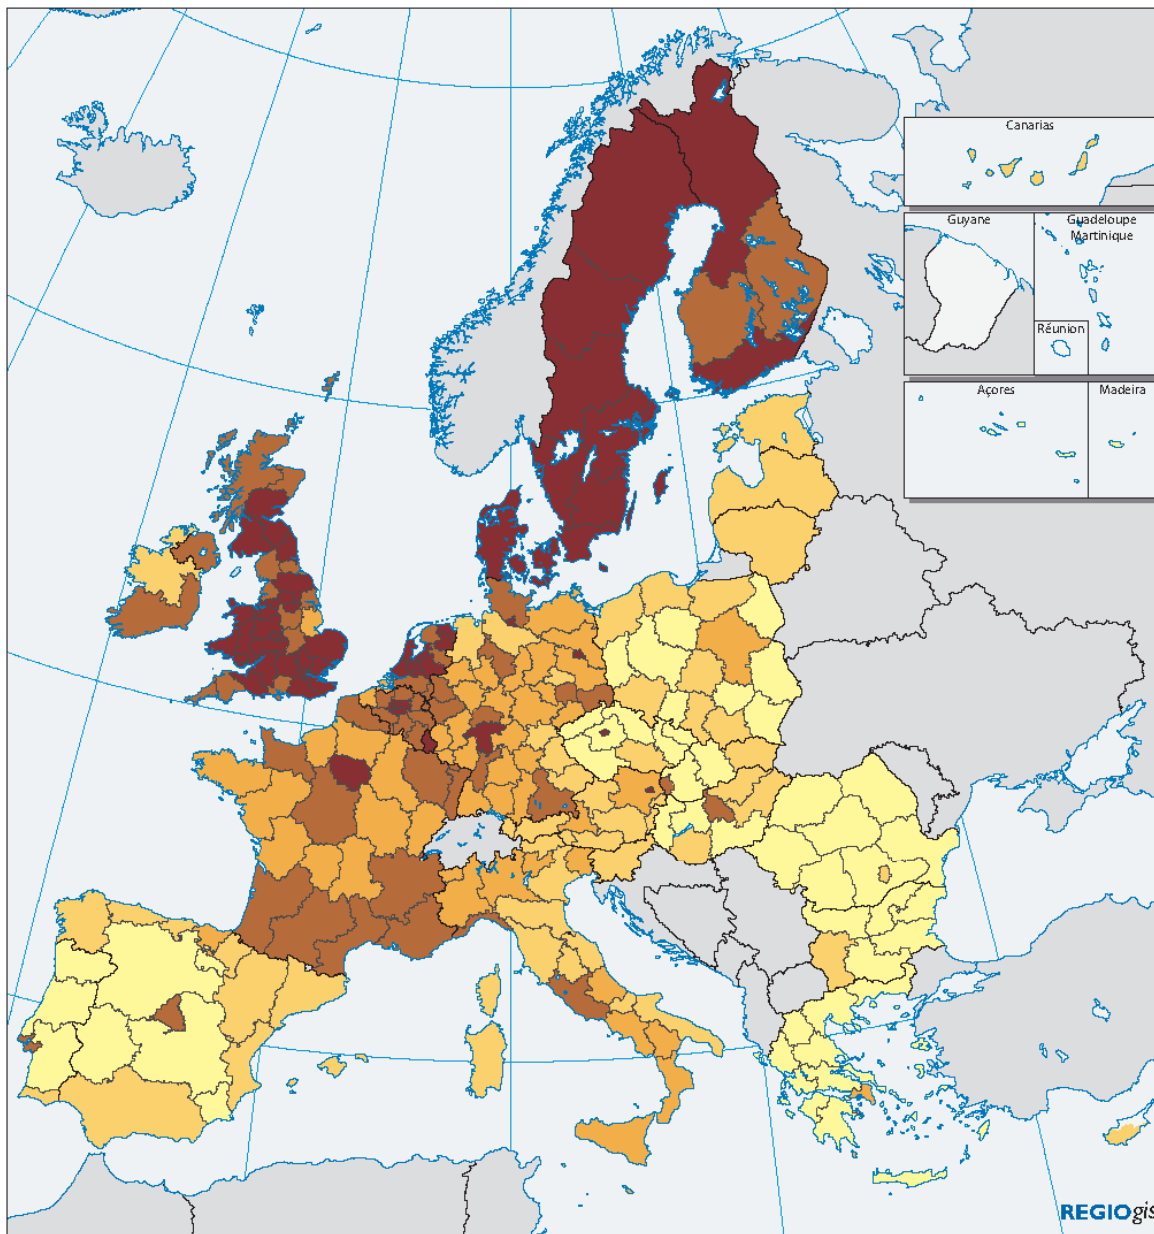 Canarias
Guyane
Guadeloupe
Martinique
Réunion
Açores
Madeira
REGIOgis